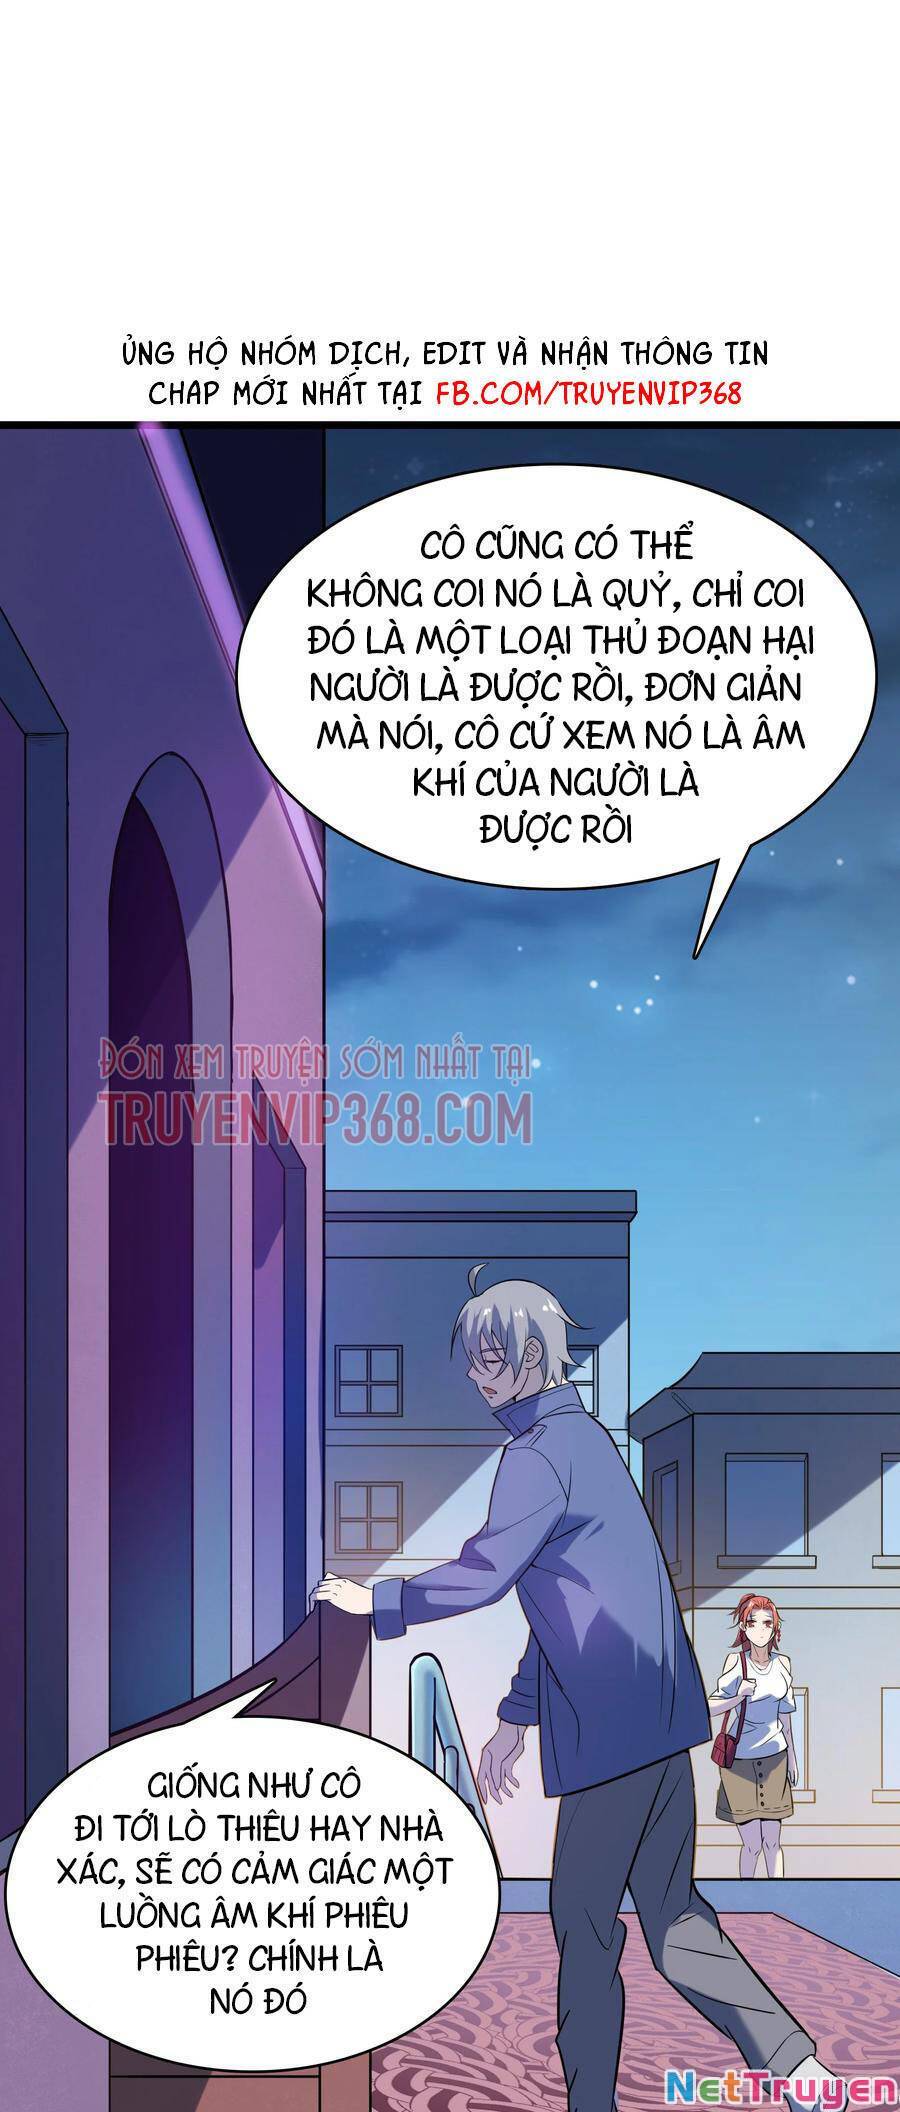 ỦNG HỘ NHÓM DỊCH, EDIT VÀ NHẬN THÔNG TIN
CHAP MỚI NHẤT TẠI FB.COM/TRUYENVIP368
CÔ CŨNG CÓ THỂ
KHÔNG COI NÓ LÀ QUỶ, CHỈ COI
ĐÓ LÀ MỘT LOẠI THỦ ĐOẠN HẠI
NGƯỜI LÀ ĐƯỢC RỒI, ĐƠN GIẢN
MÀ NÓI, CÔ CỨ XEM NÓ LÀ ÂM
KHÍ CỦA NGƯỜI LÀ
ĐƯỢC RỒI
ĐÓN XEM TRUYỆN SỚM NHẤT TẠI
TRUYENVIP368.COM
GIỐNG NHƯ CÔ
ĐI TỚI LÒ THIÊU HAY NHÀ
XÁC, SẼ CÓ CẢM GIÁC MỘT
LUỒNG ÂM KHÍ PHIÊU
PHIÊU? CHÍNH LÀ
NÓ ĐÓ
NetTruyen